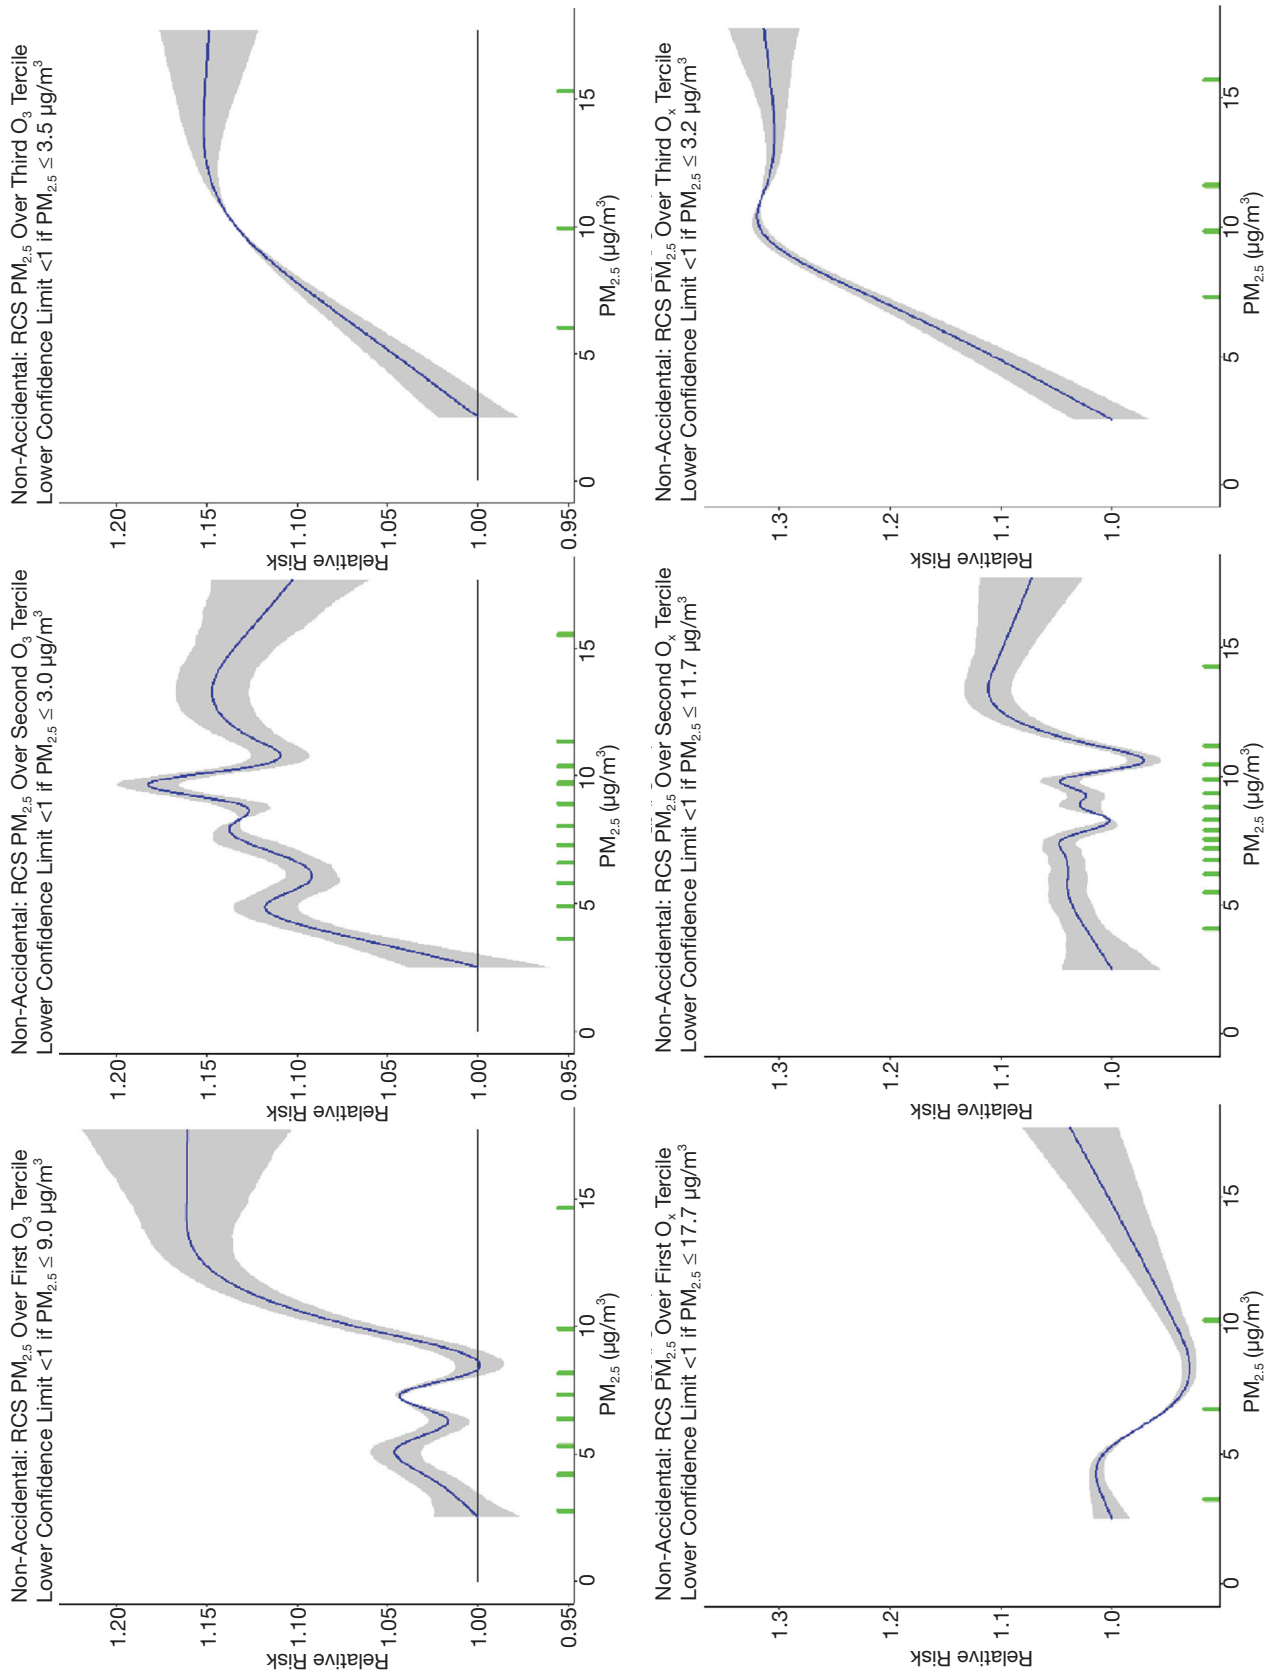 Non-Accidental: RCS PM2.5 Over First O3 Tercile
Lower Confidence Limit <1 if PM2.5 ≤ 9.0 µg/m³
Relative Risk
1.20
1.15
1.10
1.05
1.00
0.95
0 5 10 15
PM2.5 (µg/m³)
Non-Accidental: RCS PM2.5 Over Second O3 Tercile
Lower Confidence Limit <1 if PM2.5 ≤ 3.0 µg/m³
Relative Risk
1.20
1.15
1.10
1.05
1.00
0.95
0 5 10 15
PM2.5 (µg/m³)
Non-Accidental: RCS PM2.5 Over Third O3 Tercile
Lower Confidence Limit <1 if PM2.5 ≤ 3.5 µg/m³
Relative Risk
1.20
1.15
1.10
1.05
1.00
0.95
0 5 10 15
PM2.5 (µg/m³)
Non-Accidental: RCS PM2.5 Over First Ox Tercile
Lower Confidence Limit <1 if PM2.5 ≤ 17.7 µg/m³
Relative Risk
1.3
1.2
1.1
1.0
0 5 10 15
PM2.5 (µg/m³)
Non-Accidental: RCS PM2.5 Over Second Ox Tercile
Lower Confidence Limit <1 if PM2.5 ≤ 11.7 µg/m³
Relative Risk
1.3
1.2
1.1
1.0
0 5 10 15
PM2.5 (µg/m³)
Non-Accidental: RCS PM2.5 Over Third Ox Tercile
Lower Confidence Limit <1 if PM2.5 ≤ 3.2 µg/m³
Relative Risk
1.3
1.2
1.1
1.0
0 5 10 15
PM2.5 (µg/m³)